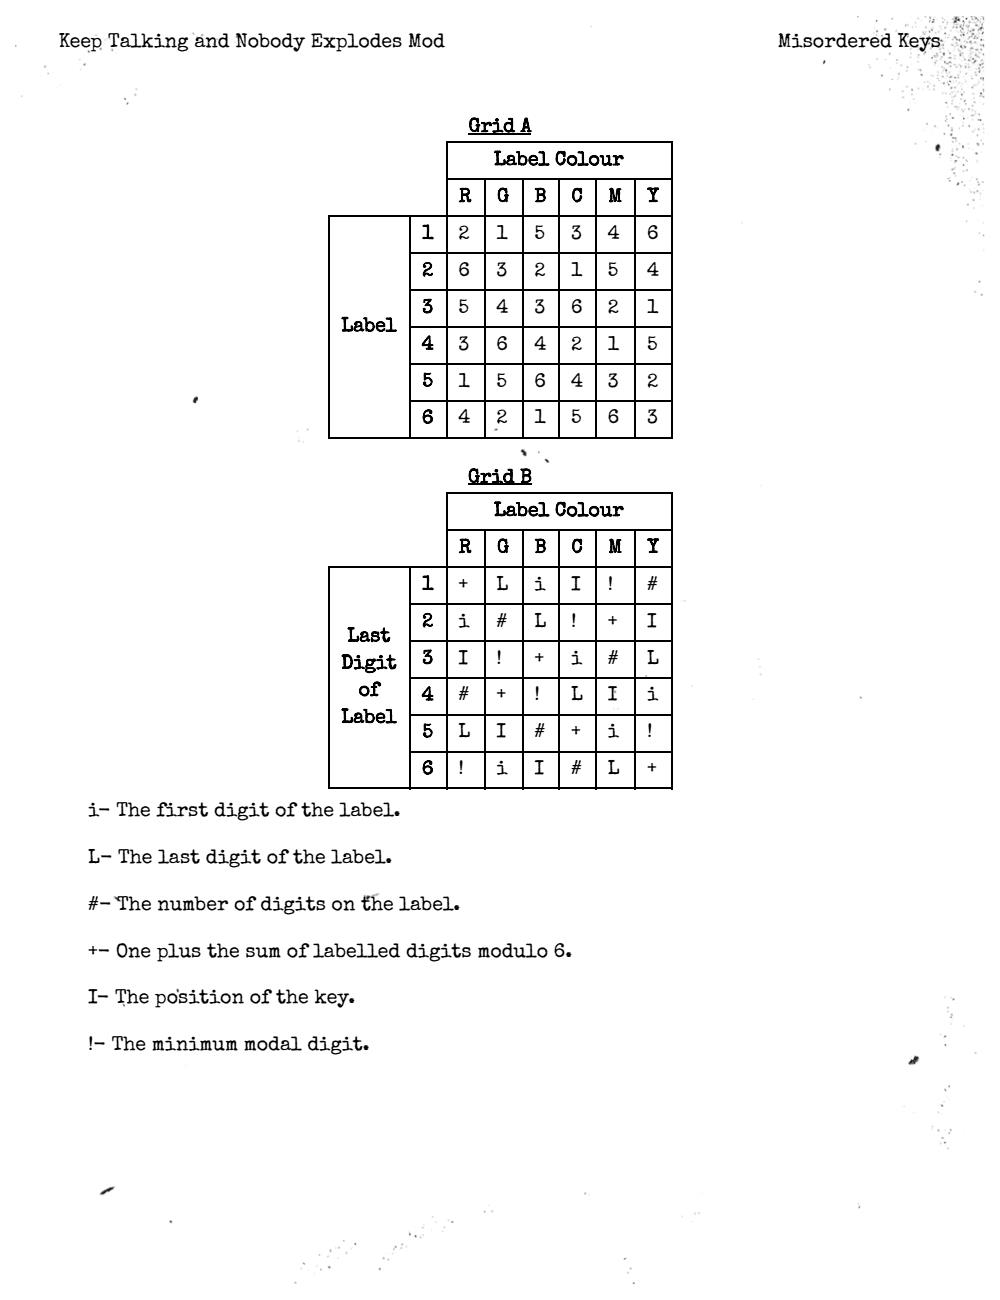 Keep Talking and Nobody Explodes Mod
Misordered Keys
Grid A
Label Colour
R G B C M Y
Label
1 2 1 5 3 4 6
2 6 3 2 1 5 4
3 5 4 3 6 2 1
4 3 6 4 2 1 5
5 1 5 6 4 3 2
6 4 2 1 5 6 3
Grid B
Label Colour
R G B C M Y
Last
Digit
of
Label
1 + L i I ! #
2 i # L ! + I
3 I ! + i # L
4 # + ! L I i
5 L I # + i !
6 ! i I # L +
i- The first digit of the label.
L- The last digit of the label.
#- The number of digits on the label.
+- One plus the sum of labelled digits modulo 6.
I- The position of the key.
!- The minimum modal digit.